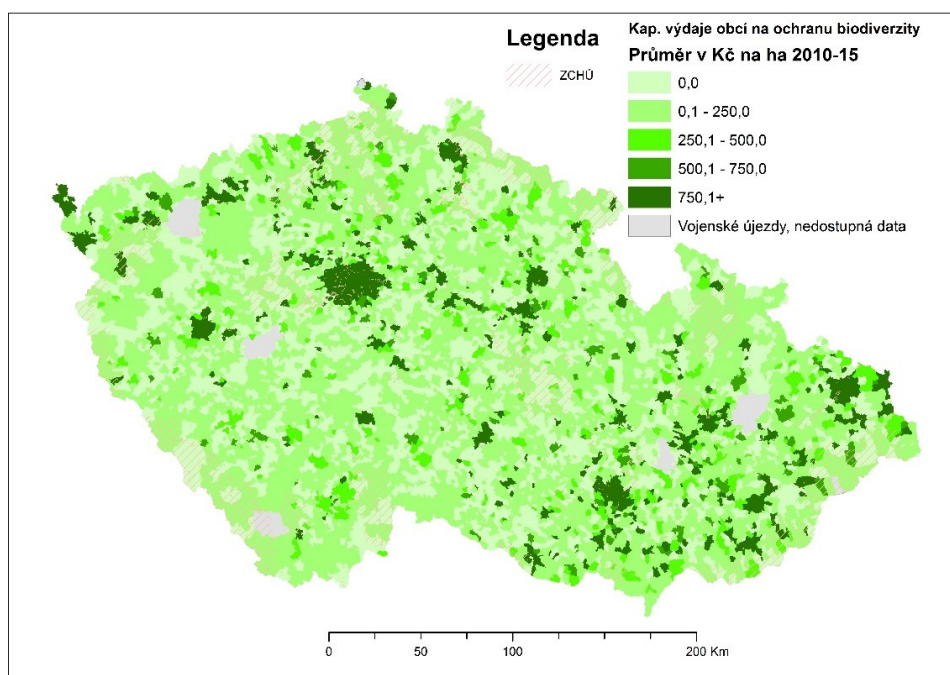 Legenda
ZCHÚ
Kap. výdaje obcí na ochranu biodiverzity
Průměr v Kč na ha 2010-15
0,0
0,1 - 250,0
250,1 - 500,0
500,1 - 750,0
750,1+
Vojenské újezdy, nedostupná data
0 50 100 200 Km